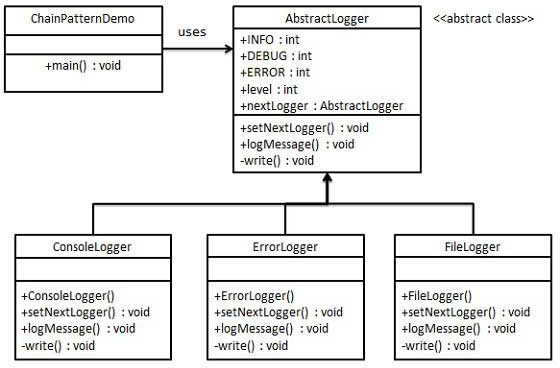 ChainPatternDemo
+main() : void
uses
AbstractLogger
<<abstract class>>
+INFO : int
+DEBUG : int
+ERROR : int
+level : int
+nextLogger : AbstractLogger
+setNextLogger() : void
+logMessage() : void
-write() : void
ConsoleLogger
+ConsoleLogger()
+setNextLogger() : void
+logMessage() : void
-write() : void
ErrorLogger
+ErrorLogger()
+setNextLogger() : void
+logMessage() : void
-write() : void
FileLogger
+FileLogger()
+setNextLogger() : void
+logMessage() : void
-write() : void